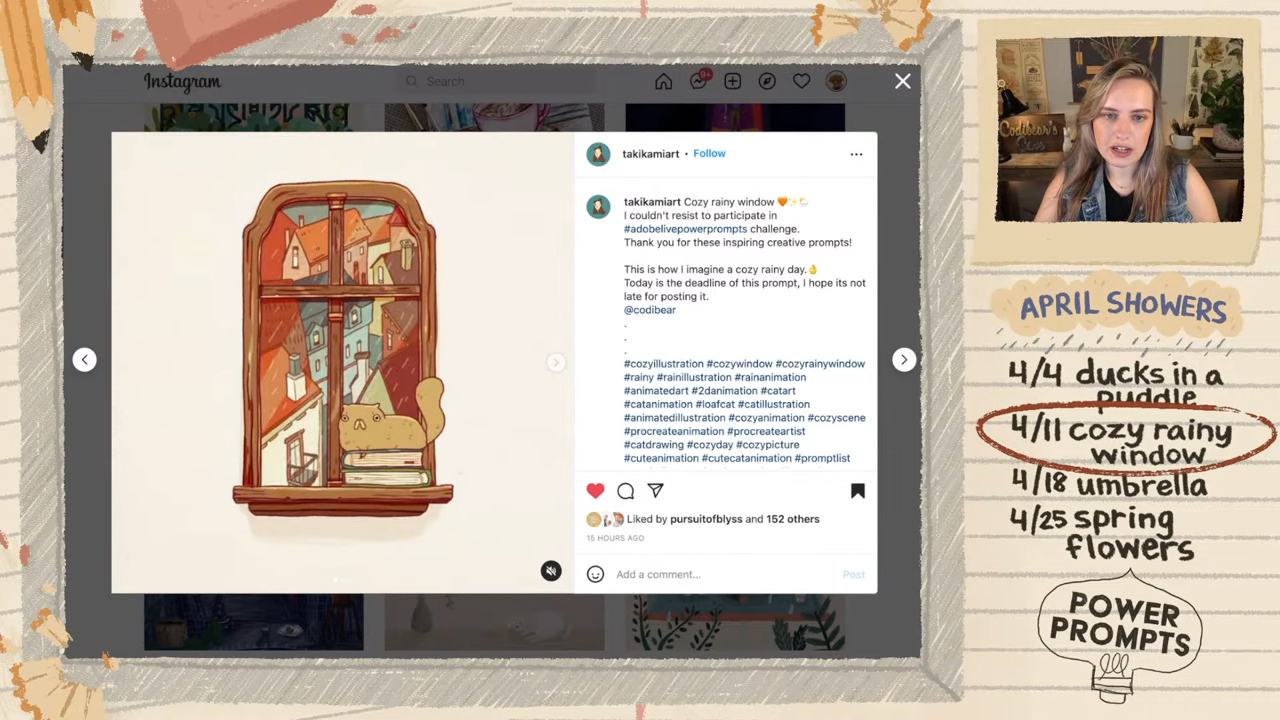 Instagram
Search
9+
takikamiart • Follow
takikamiart Cozy rainy window 🧡✨🌦
I couldn't resist to participate in
#adobelivepowerprompts challenge.
Thank you for these inspiring creative prompts!
This is how I imagine a cozy rainy day.👌
Today is the deadline of this prompt, I hope its not
late for posting it.
@codibear
.
.
.
#cozyillustration #cozywindow #cozyrainywindow
#rainy #rainillustration #rainanimation
#animatedart #2danimation #catart
#catanimation #loafcat #catillustration
#animatedillustration #cozyanimation #cozyscene
#procreateanimation #procreateartist
#catdrawing #cozyday #cozypicture
#cuteanimation #cutecatanimation #promptlist
Liked by pursuitofblyss and 152 others
15 HOURS AGO
Add a comment...
Post
Codibear's
APRIL SHOWERS
4/4 ducks in a
puddle
4/11 cozy rainy
window
4/18 umbrella
4/25 spring
flowers
POWER
PROMPTS